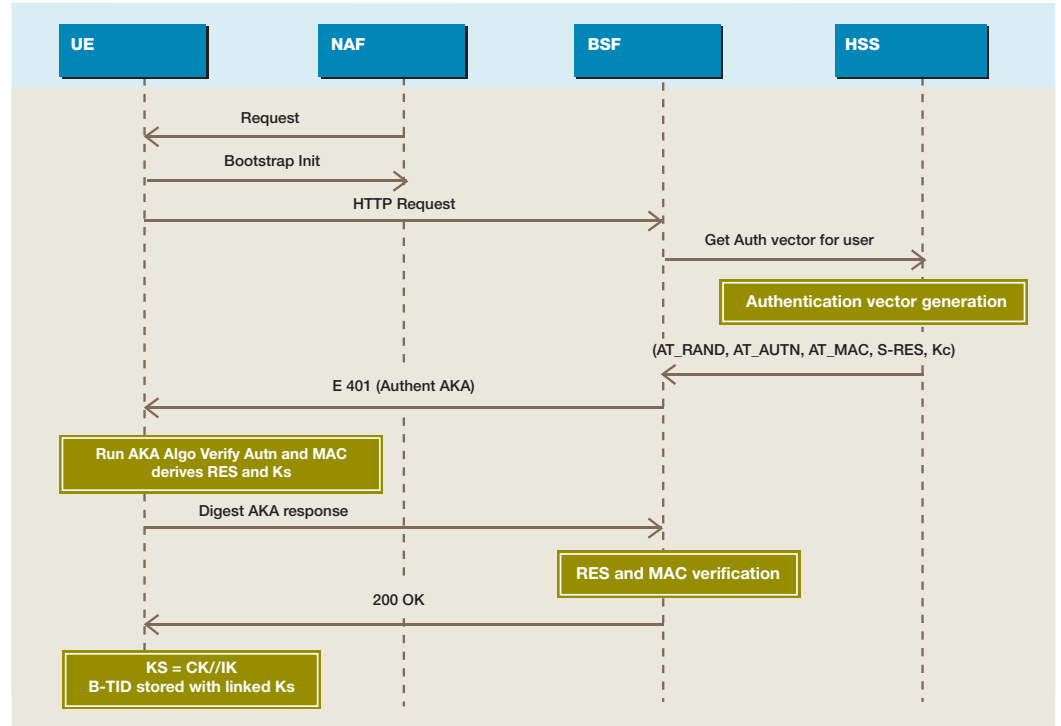 UE
NAF
BSF
HSS
Request
Bootstrap Init
HTTP Request
Get Auth vector for user
Authentication vector generation
(AT_RAND, AT_AUTN, AT_MAC, S-RES, Kc)
E 401 (Authent AKA)
Run AKA Algo Verify Autn and MAC
derives RES and Ks
Digest AKA response
RES and MAC verification
200 OK
KS = CK//IK
B-TID stored with linked Ks